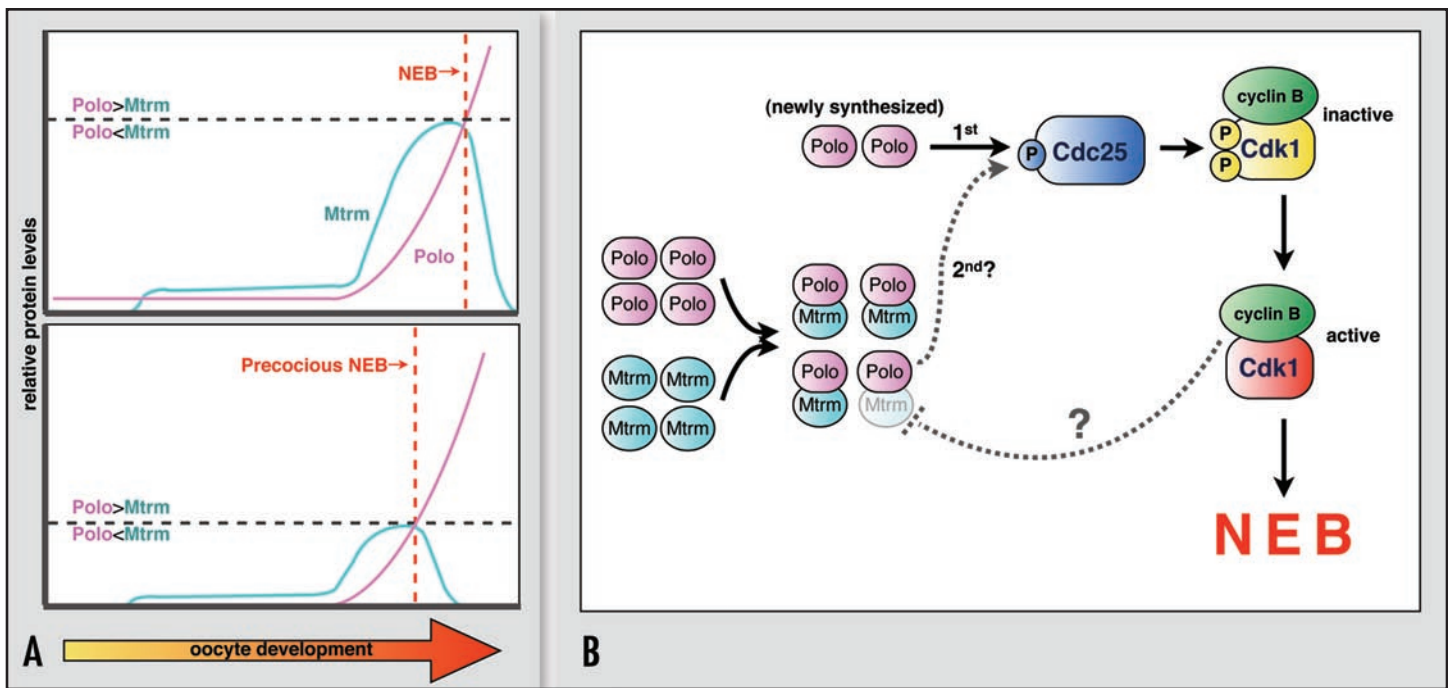 relative protein levels
NEB→
Polo>Mtrm
Polo<Mtrm
Mtrm
Polo
Precocious NEB→
Polo>Mtrm
Polo<Mtrm
A
oocyte development
(newly synthesized)
Polo Polo
1st
P
Cdc25
cyclin B
P
P
Cdk1
inactive
Polo Polo
Polo Polo
Mtrm Mtrm
Mtrm Mtrm
Polo Polo
Mtrm Mtrm
Polo Polo
Mtrm Mtrm
2nd?
?
cyclin B
Cdk1
active
NEB
B